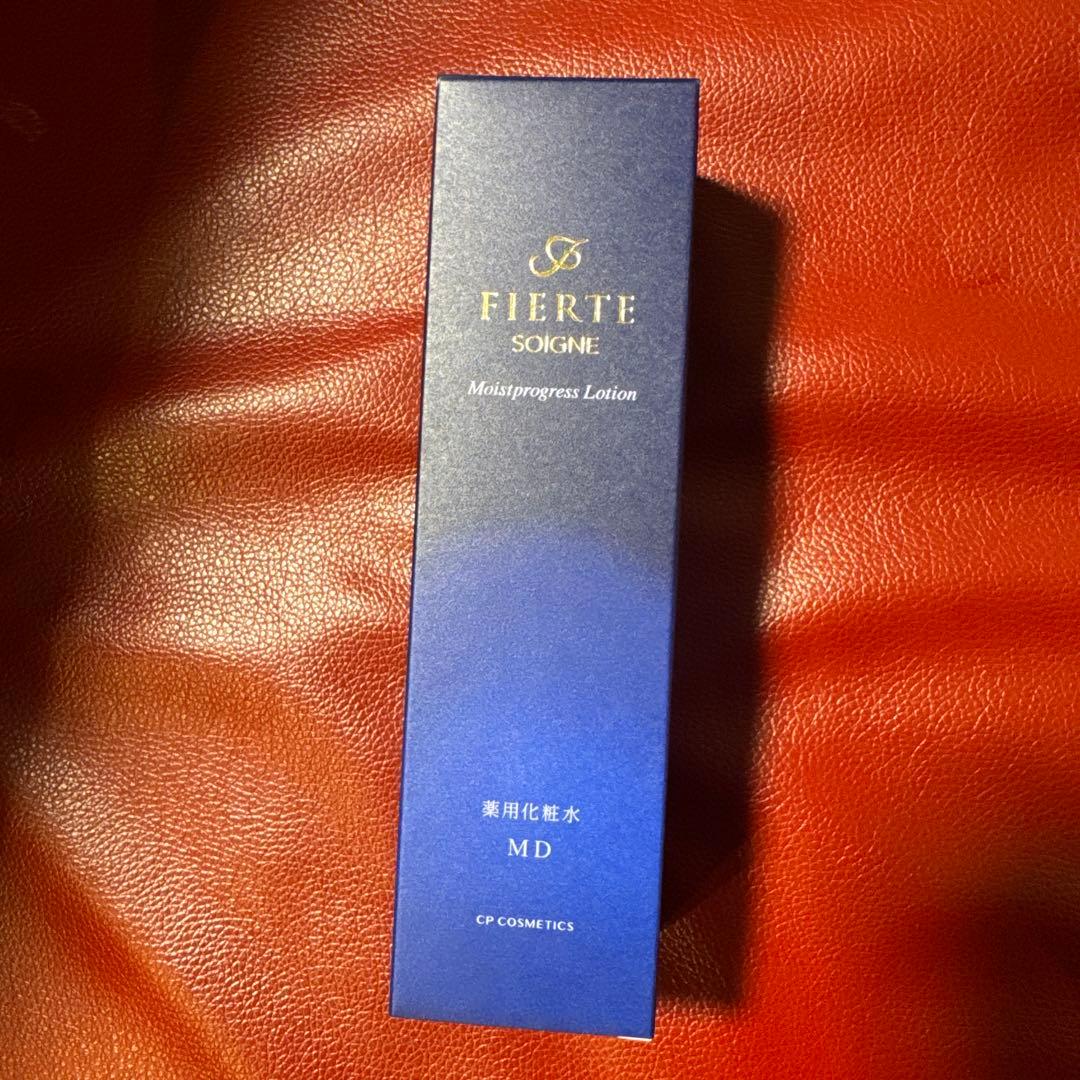 FIERTE
SOIGNE
Moistprogress Lotion
薬用化粧水
MD
CP COSMETICS